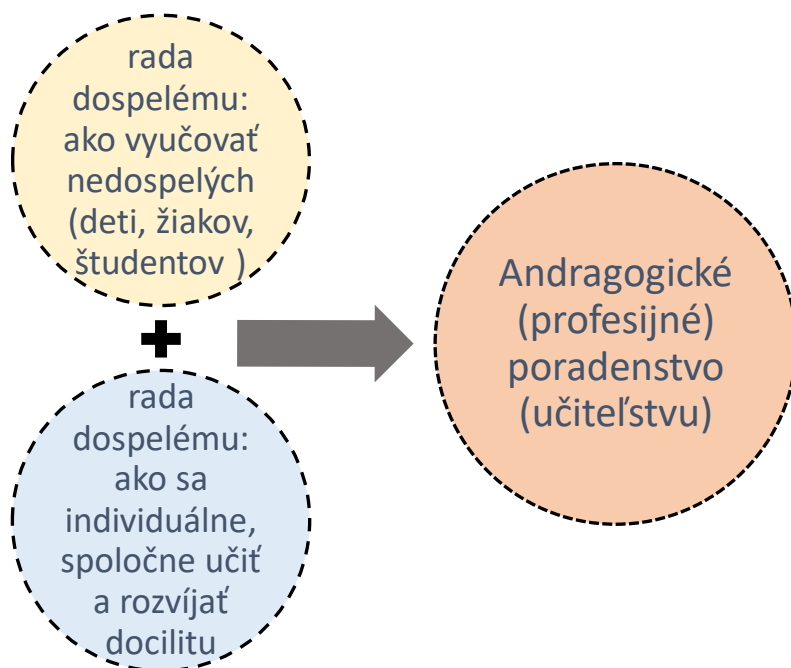 rada
dospelému:
ako vyučovať
nedospelých
(deti, žiakov,
študentov )
+
rada
dospelému:
ako sa
individuálne,
spoločne učiť
a rozvíjať
docilitu
Andragogické
(profesijné)
poradenstvo
(učiteľstvu)